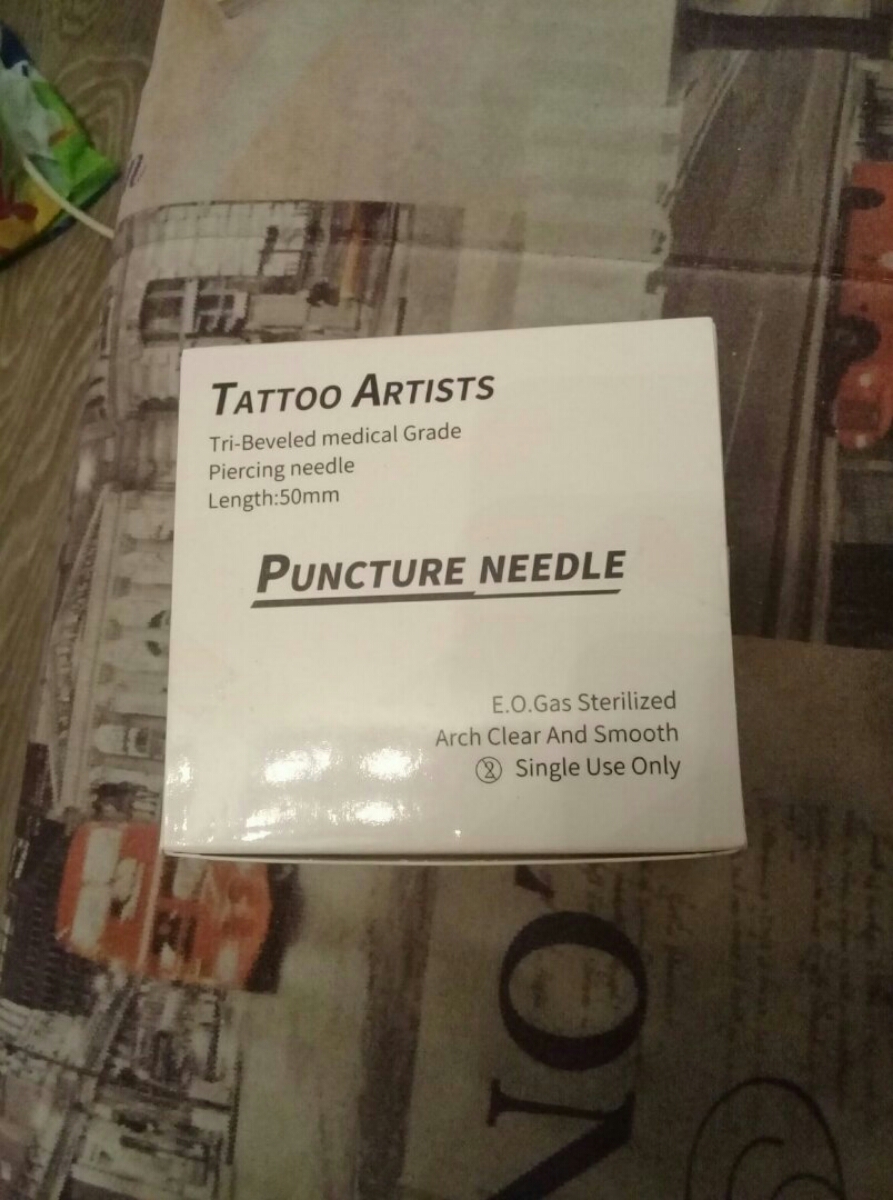 TATTOO ARTISTS
Tri-Beveled medical Grade
Piercing needle
Length:50mm
PUNCTURE NEEDLE
E.O.Gas Sterilized
Arch Clear And Smooth
2 Single Use Only